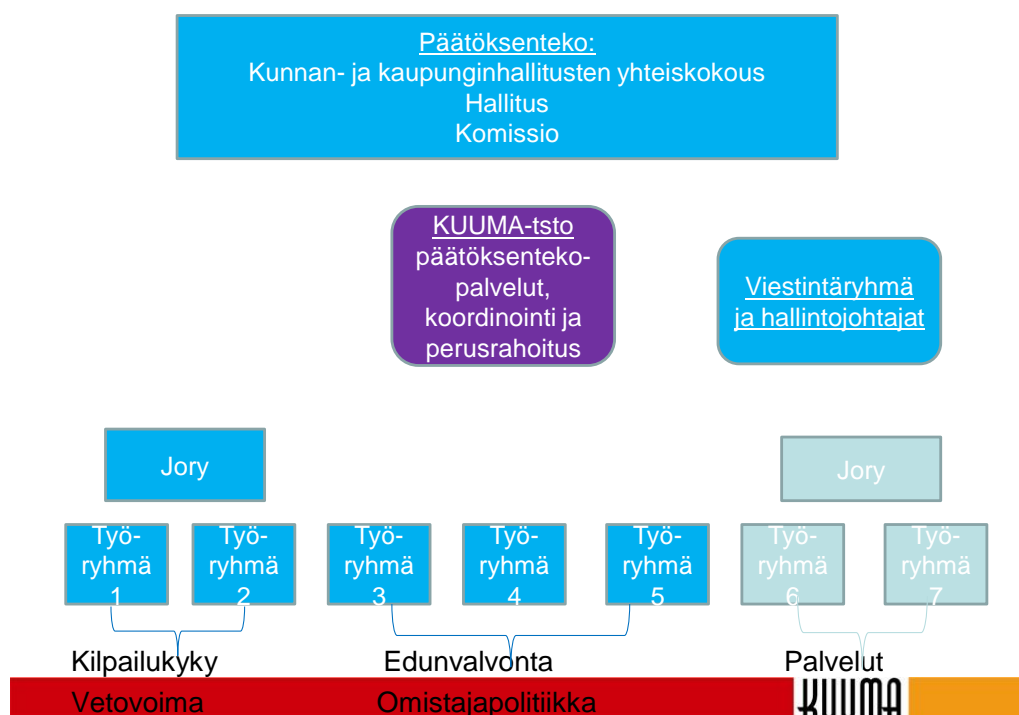 Päätöksenteko:
Kunnan- ja kaupunginhallitusten yhteiskokous
Hallitus
Komissio
KUUMA-tsto
päätöksenteko-
palvelut,
koordinointi ja
perusrahoitus
Viestintäryhmä
ja hallintojohtajat
Jory
Jory
Työ-
ryhmä
1
Työ-
ryhmä
2
Työ-
ryhmä
3
Työ-
ryhmä
4
Työ-
ryhmä
5
Työ-
ryhmä
6
Työ-
ryhmä
7
Kilpailukyky
Edunvalvonta
Palvelut
Vetovoima
Omistajapolitiikka
KUUMA